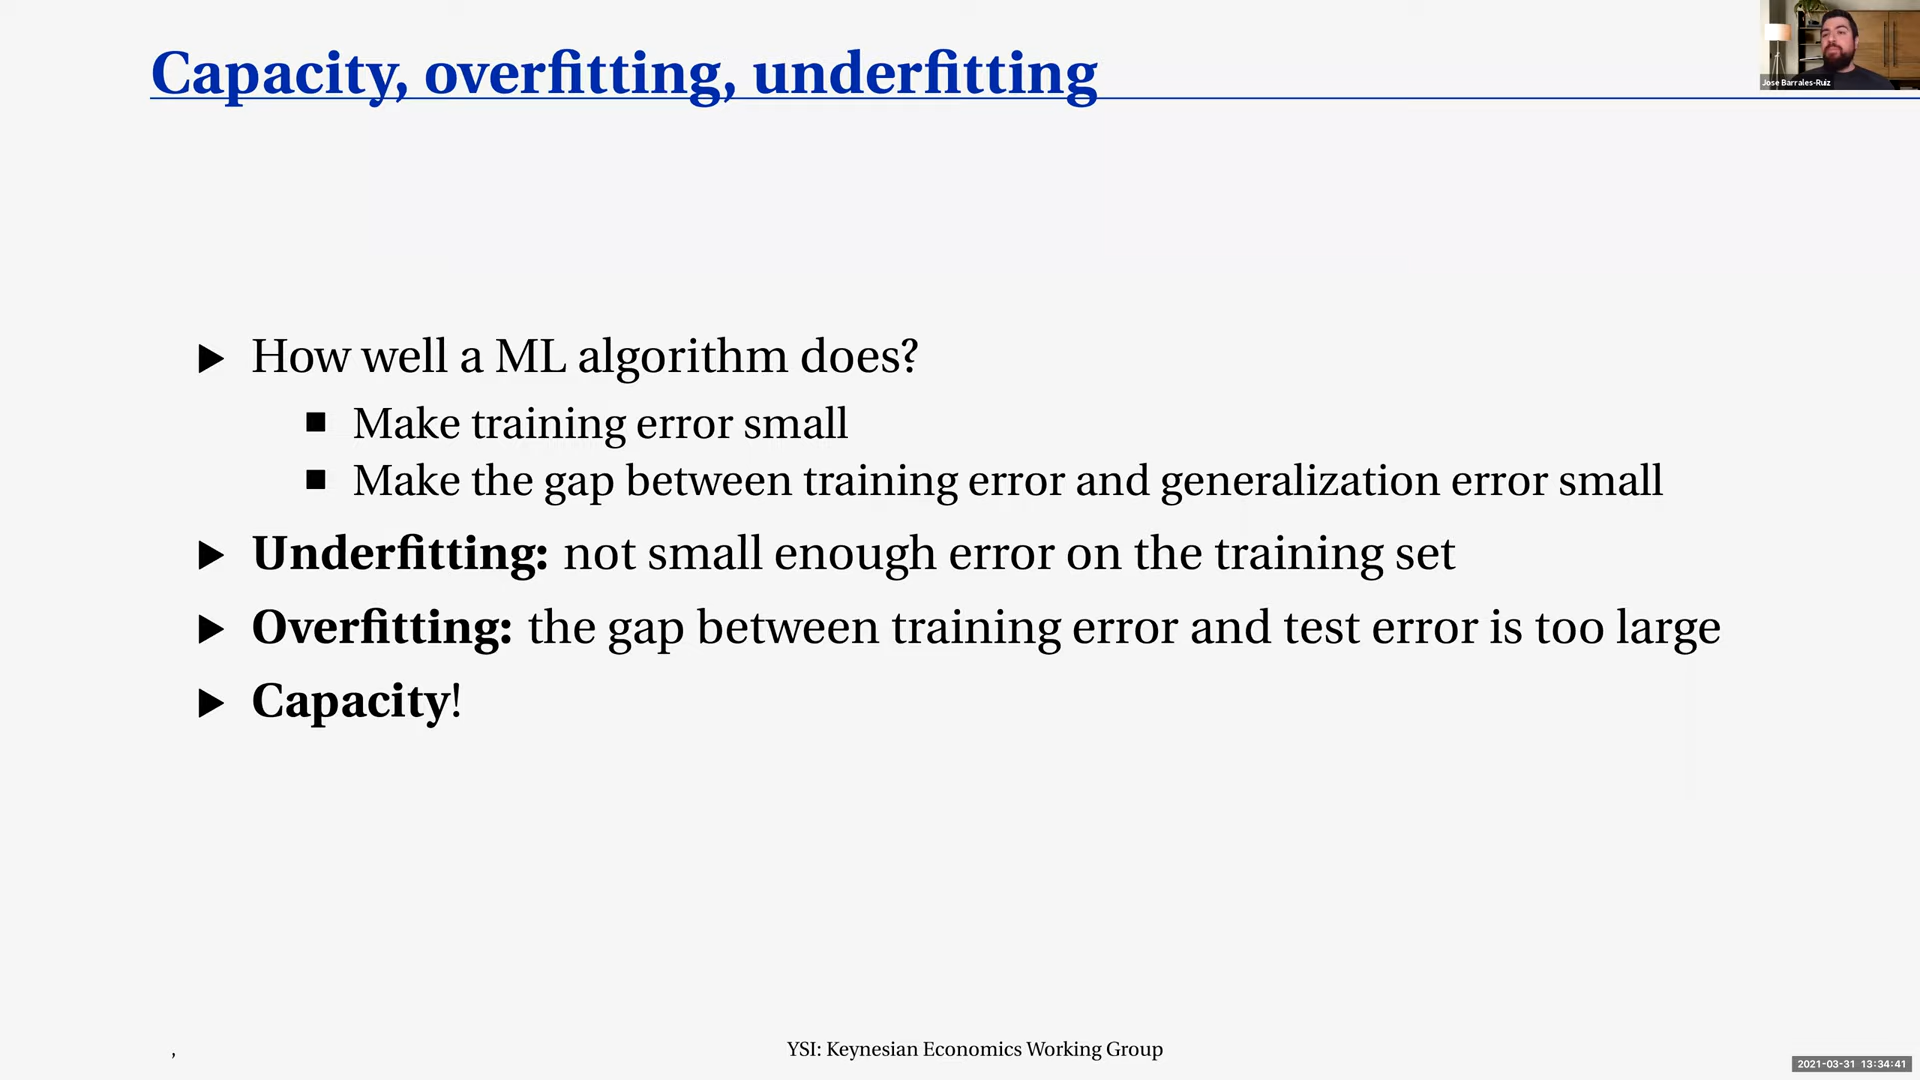 Capacity, overfitting, underfitting
Jose Barrales-Ruiz
How well a ML algorithm does?
Make training error small
Make the gap between training error and generalization error small
Underfitting: not small enough error on the training set
Overfitting: the gap between training error and test error is too large
Capacity!
,
YSI: Keynesian Economics Working Group
2021-03-31 13:34:41